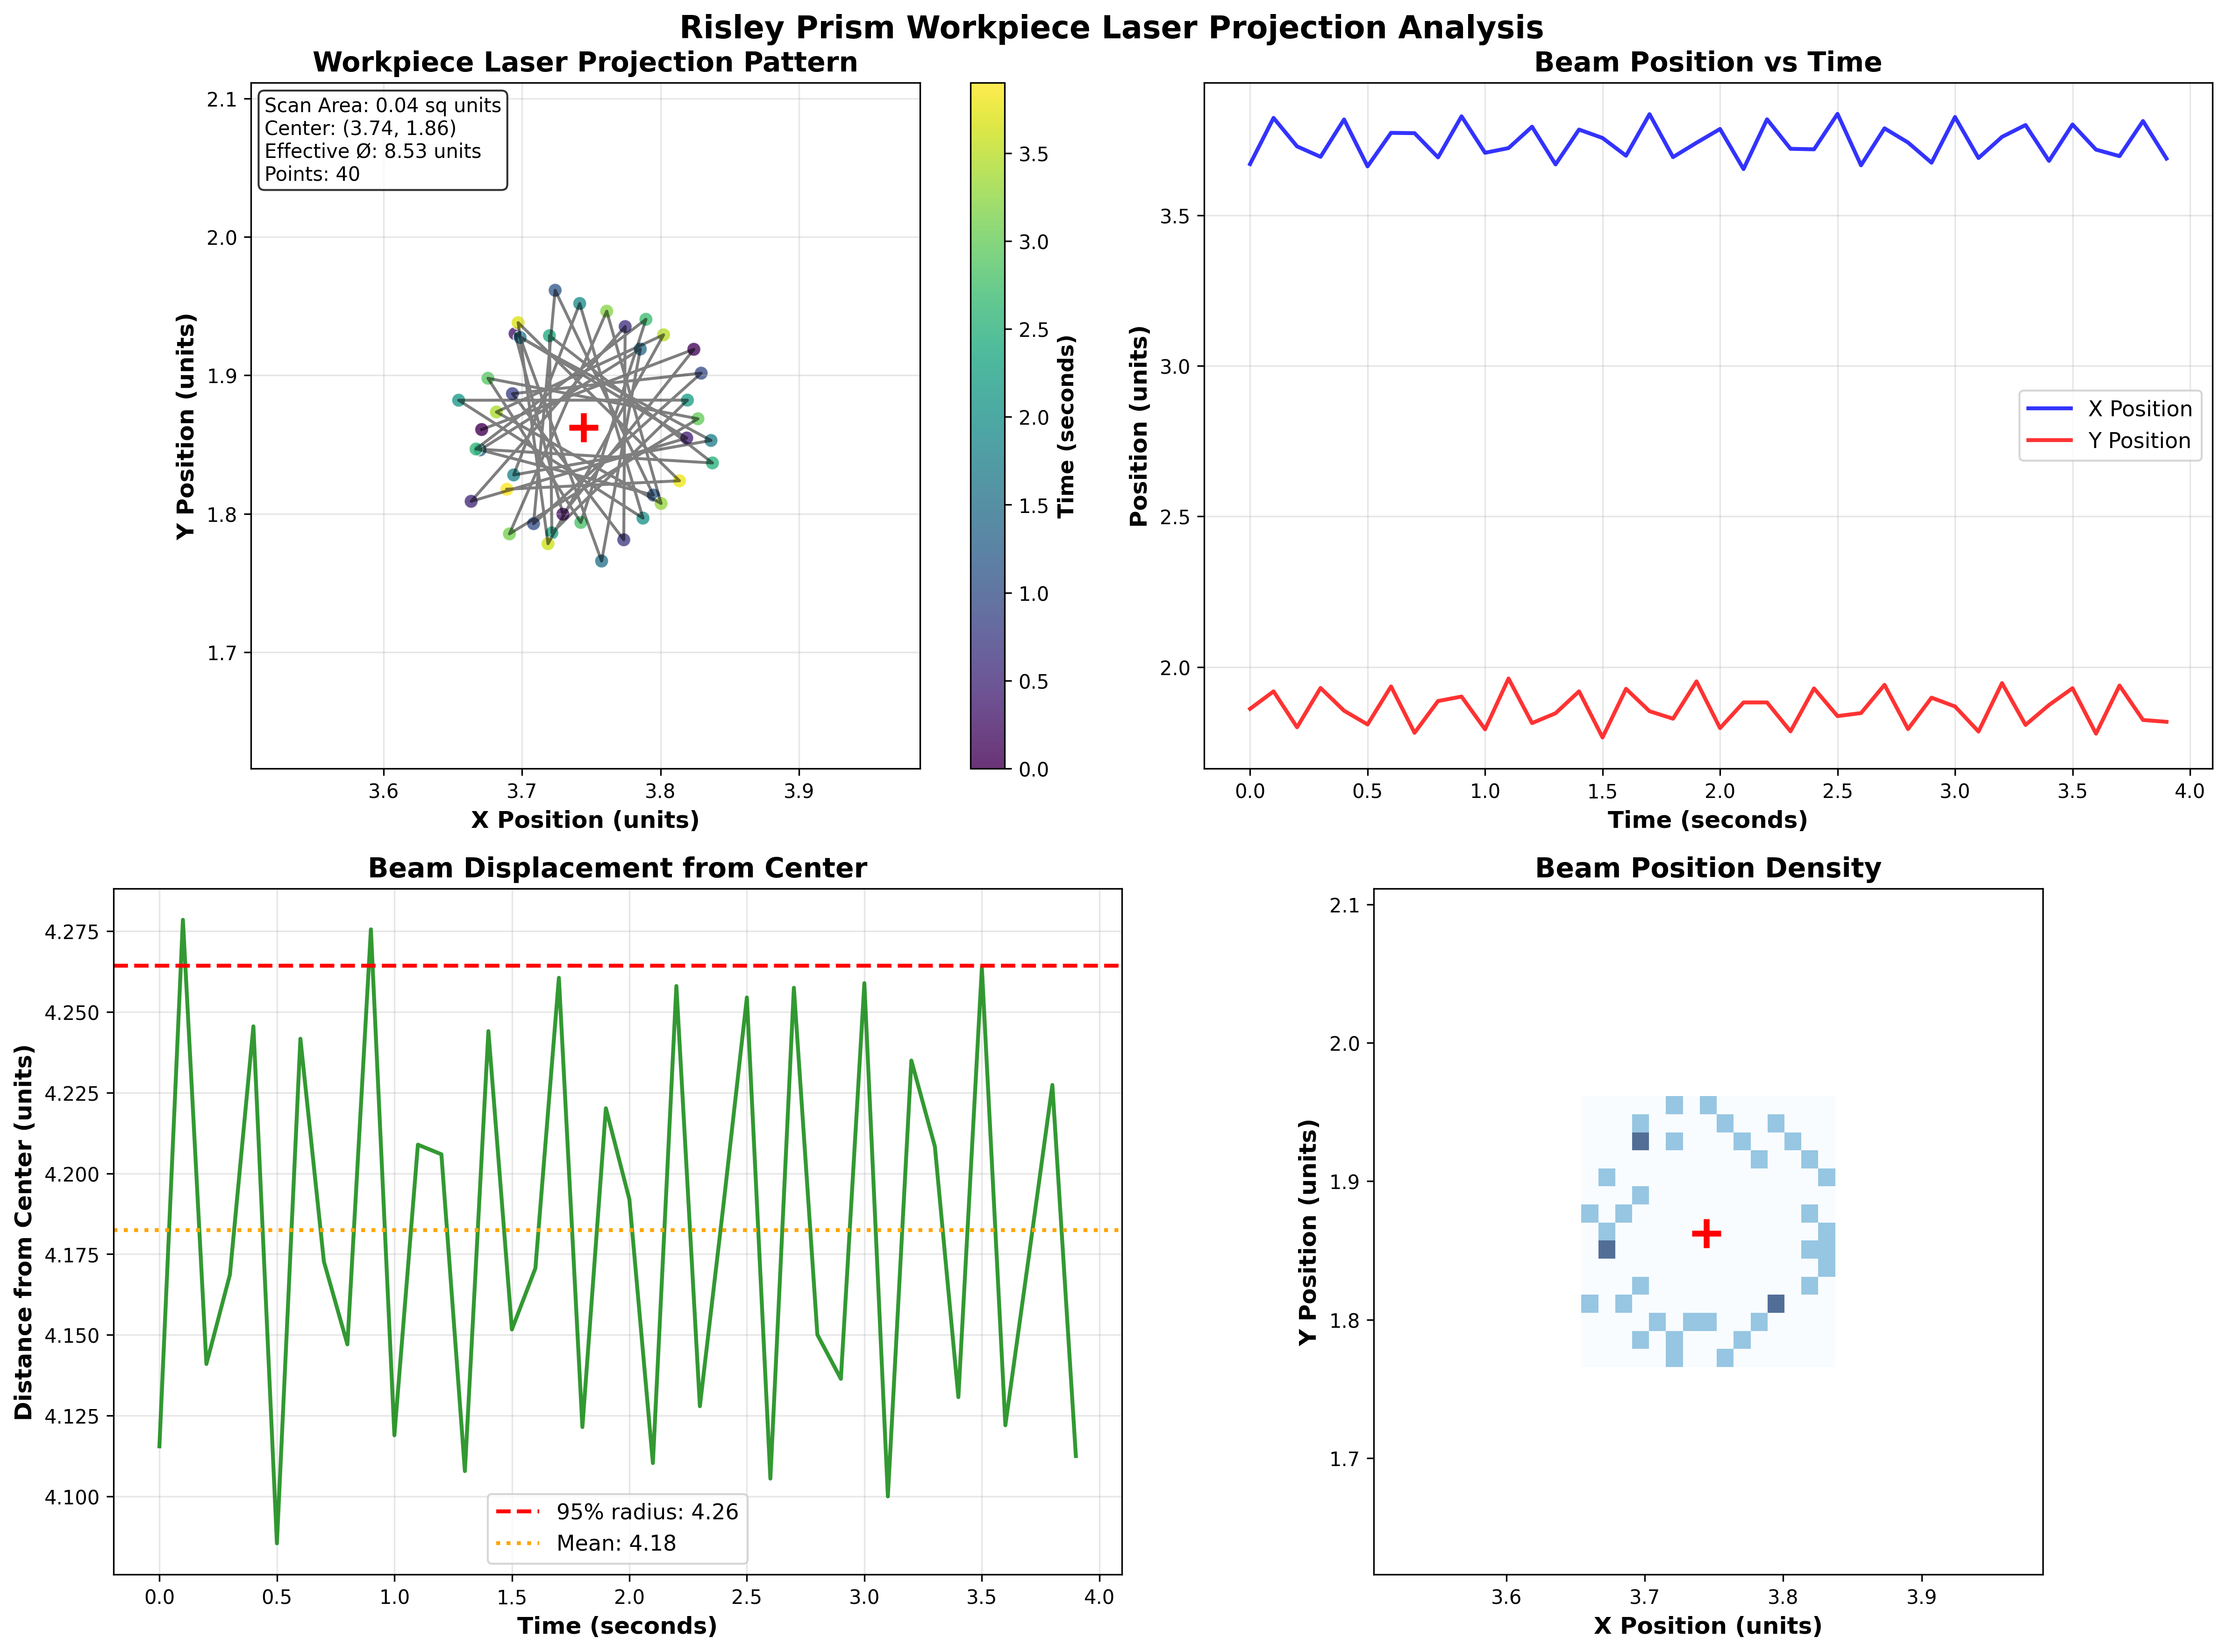 Risley Prism Workpiece Laser Projection Analysis
Workpiece Laser Projection Pattern
Scan Area: 0.04 sq units
Center: (3.74, 1.86)
Effective Ø: 8.53 units
Points: 40
2.1
2.0
1.9
1.8
1.7
Y Position (units)
3.6 3.7 3.8 3.9
X Position (units)
3.5
3.0
2.5
2.0
1.5
1.0
0.5
0.0
Time (seconds)
Beam Position vs Time
3.5
3.0
2.5
2.0
Position (units)
X Position
Y Position
0.0 0.5 1.0 1.5 2.0 2.5 3.0 3.5 4.0
Time (seconds)
Beam Displacement from Center
4.275
4.250
4.225
4.200
4.175
4.150
4.125
4.100
Distance from Center (units)
95% radius: 4.26
Mean: 4.18
0.0 0.5 1.0 1.5 2.0 2.5 3.0 3.5 4.0
Time (seconds)
Beam Position Density
2.1
2.0
1.9
1.8
1.7
Y Position (units)
3.6 3.7 3.8 3.9
X Position (units)